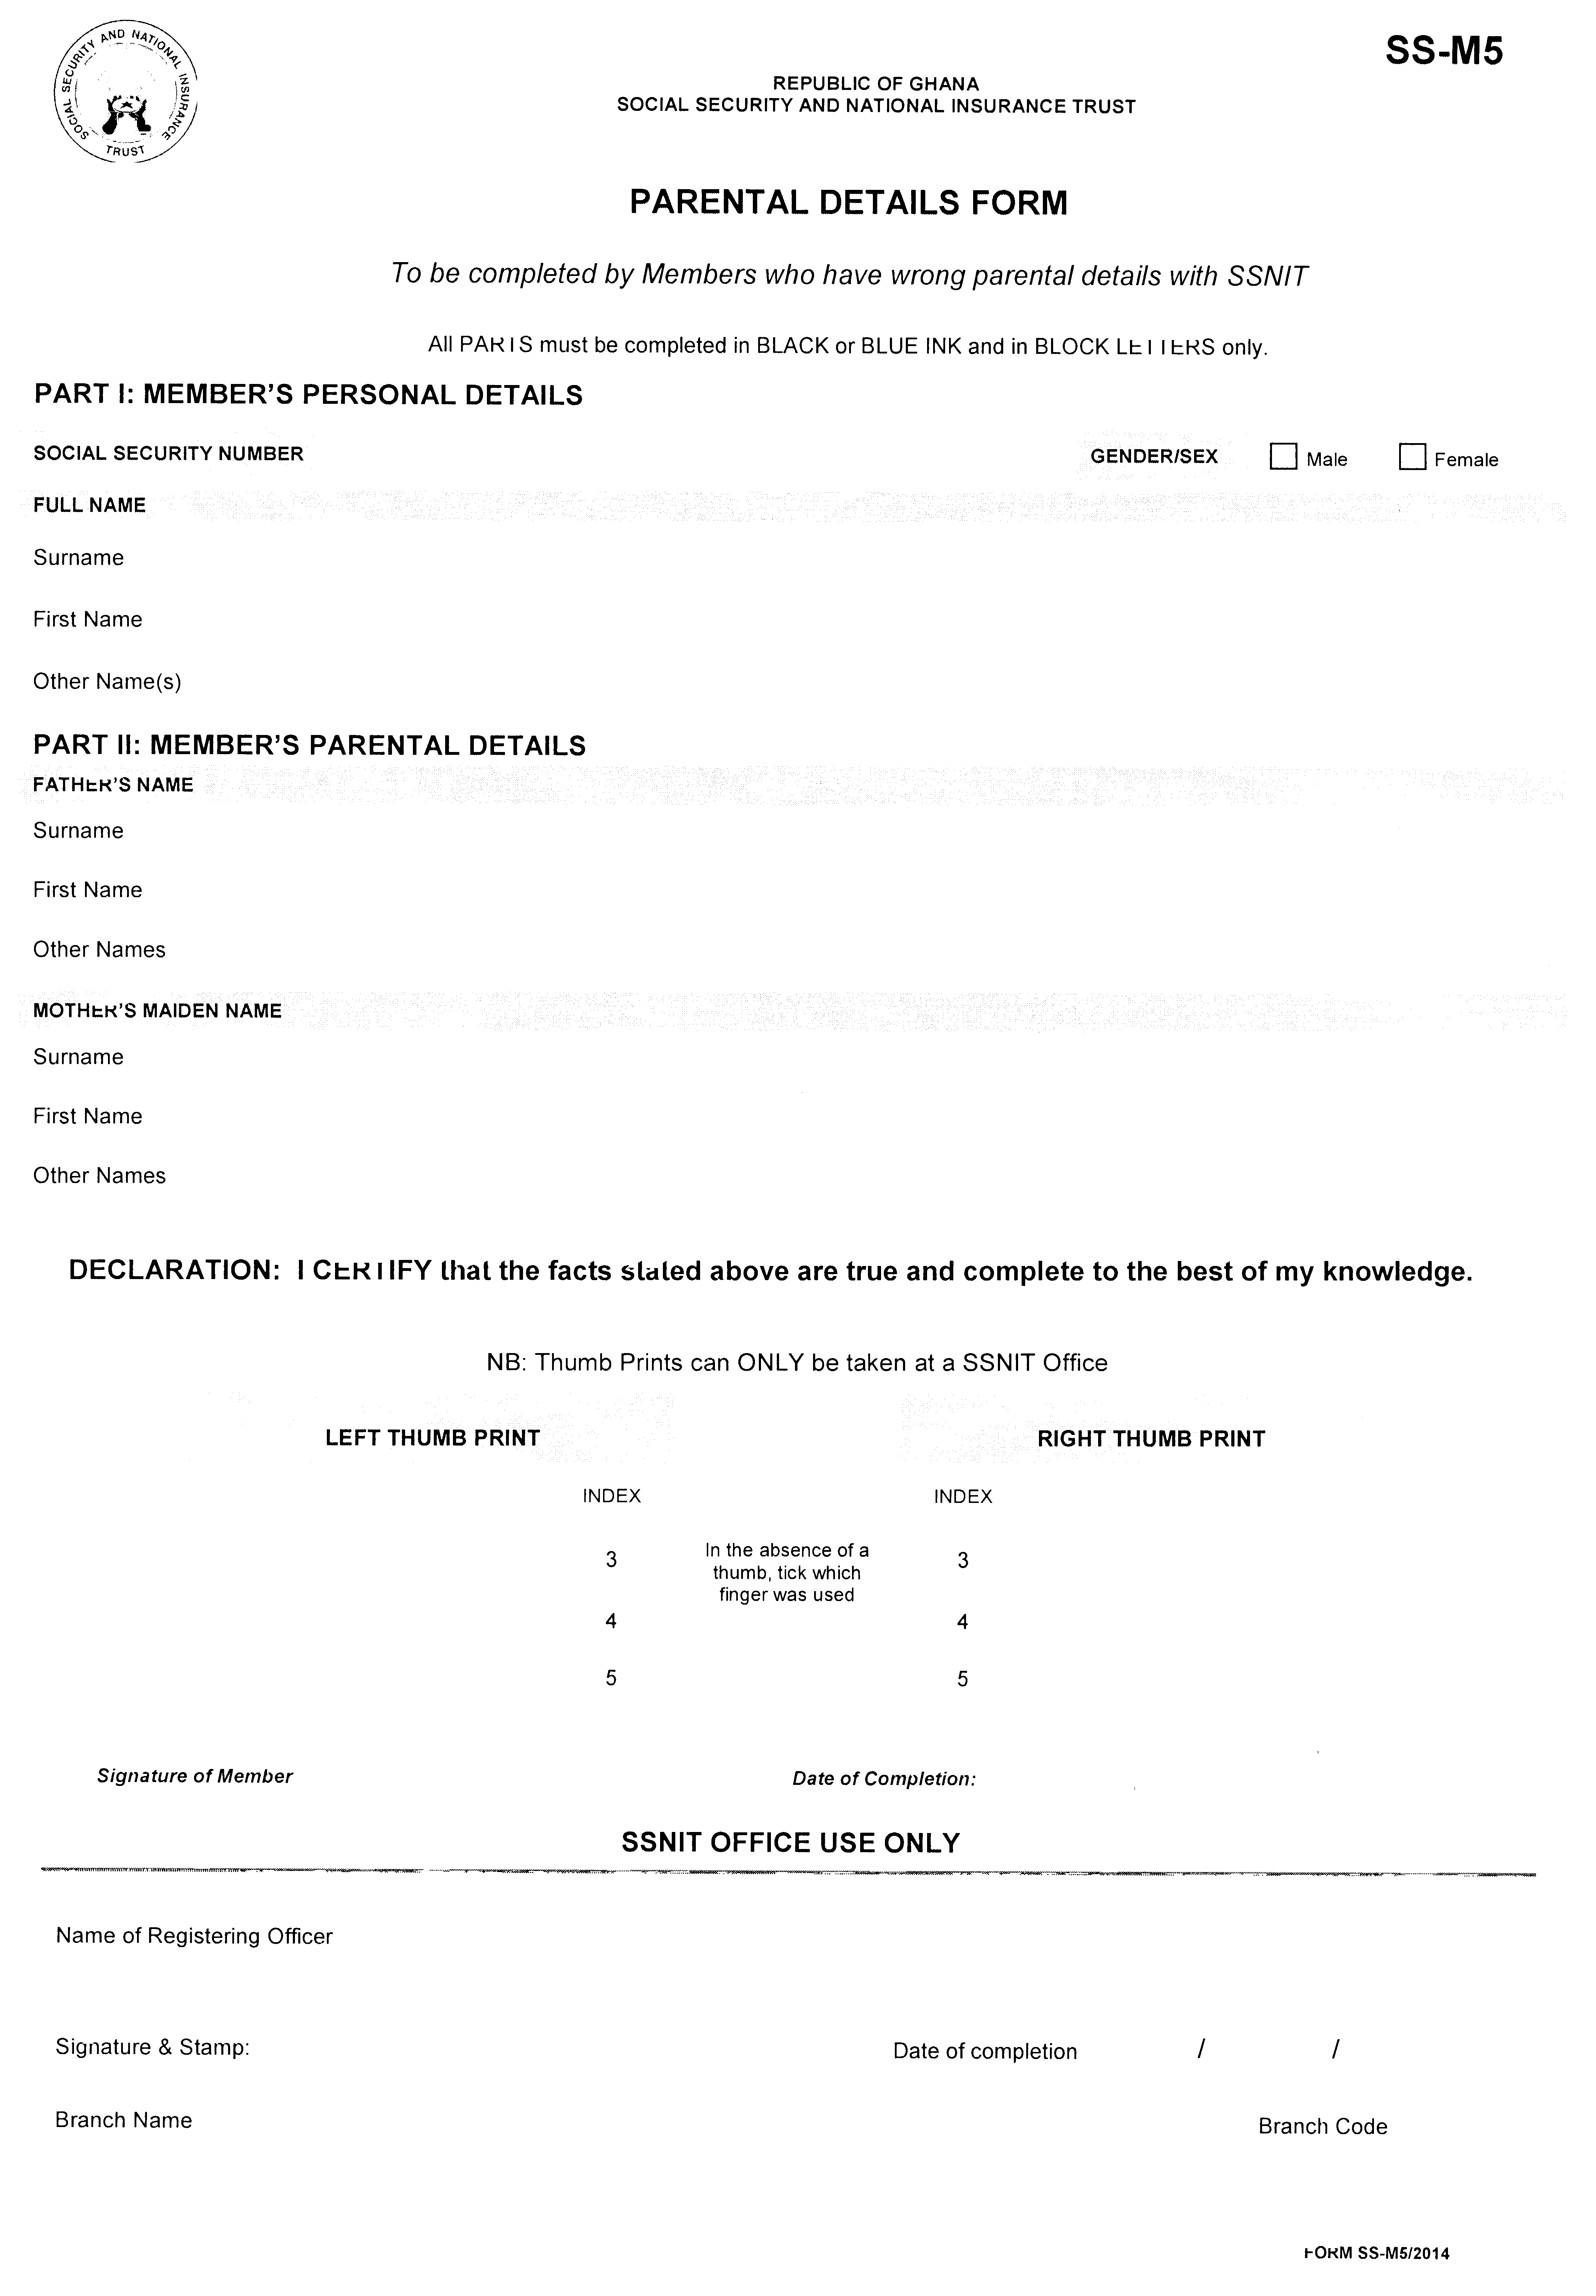 SOCIAL SECURITY AND NATIONAL INSURANCE TRUST
SS-M5
REPUBLIC OF GHANA
SOCIAL SECURITY AND NATIONAL INSURANCE TRUST
PARENTAL DETAILS FORM
To be completed by Members who have wrong parental details with SSNIT
All PARTS must be completed in BLACK or BLUE INK and in BLOCK LETTERS only.
PART I: MEMBER'S PERSONAL DETAILS
SOCIAL SECURITY NUMBER GENDER/SEX Male Female
FULL NAME
Surname
First Name
Other Name(s)
PART II: MEMBER'S PARENTAL DETAILS
FATHER'S NAME
Surname
First Name
Other Names
MOTHER'S MAIDEN NAME
Surname
First Name
Other Names
DECLARATION: I CERTIFY that the facts stated above are true and complete to the best of my knowledge.
NB: Thumb Prints can ONLY be taken at a SSNIT Office
LEFT THUMB PRINT RIGHT THUMB PRINT
INDEX INDEX
3 In the absence of a 3
thumb, tick which
finger was used
4 4
5 5
Signature of Member Date of Completion:
SSNIT OFFICE USE ONLY
Name of Registering Officer
Signature & Stamp: Date of completion / /
Branch Name Branch Code
FORM SS-M5/2014